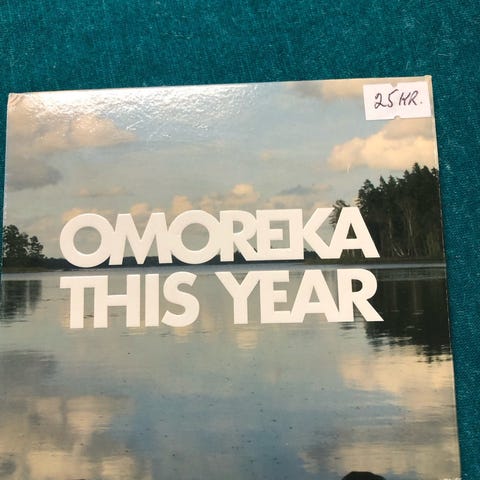 25 KR.
OMOREKA
THIS YEAR